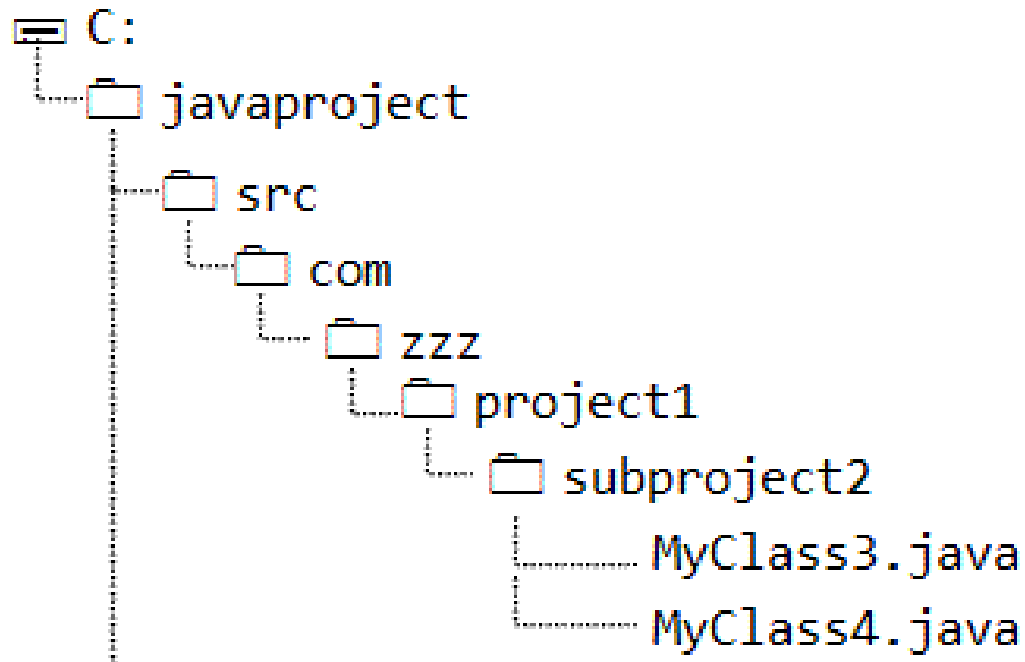 C:
javaproject
src
com
zzz
project1
subproject2
MyClass3.java
MyClass4.java